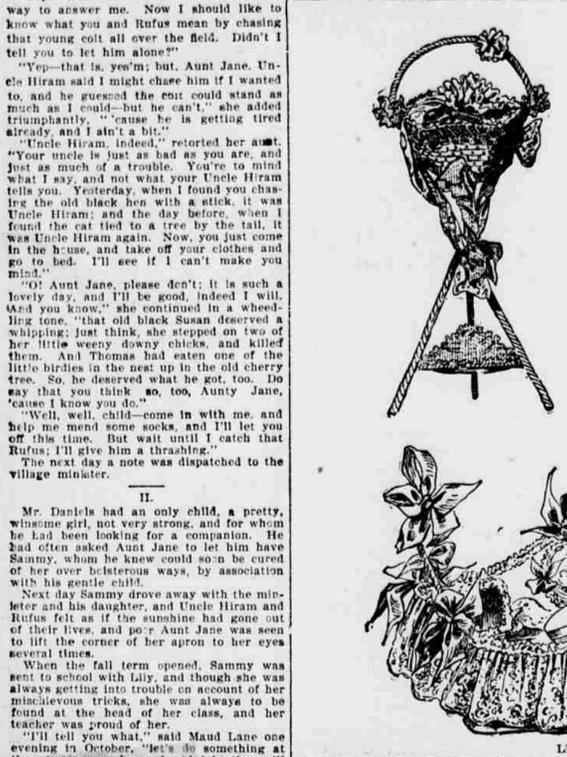 way to answer me. Now I should like to
know what you and Rufus mean by chasing
that young colt all over the field. Didn't I
tell you to let him alone?"
"Yep—that is, yes'm; but, Aunt Jane, Un-
cle Hiram said I might chase him if I wanted
to, and he guessed the colt could stand as
much as I could—but he can't," she added
triumphantly, "'cause he is getting tired
already, and I ain't a bit."
"Uncle Hiram, indeed," retorted her aunt.
"Your uncle is just as bad as you are, and
just as much of a trouble. You're to mind
what I say, and not what your Uncle Hiram
tells you. Yesterday, when I found you chas-
ing the old black hen with a stick, it was
Uncle Hiram; and the day before, when I
found the cat tied to a tree by the tail, it
was Uncle Hiram again. Now, you just come
in the house, and take off your clothes and
go to bed. I'll see if I can't make you
mind."
"O! Aunt Jane, please don't; it is such a
lovely day, and I'll be good, indeed I will.
And you know," she continued in a wheed-
ling tone, "that old black Susan deserved a
whipping; just think, she stepped on two of
her little weeny downy chicks, and killed
them. And Thomas had eaten one of the
little birdies in the nest up in the old cherry
tree. So, he deserved what he got, too. Do
say that you think so, too, Aunty Jane,
'cause I know you do."
"Well, well, child—come in with me, and
help me mend some socks, and I'll let you
off this time. But wait until I catch that
Rufus; I'll give him a thrashing."
The next day a note was dispatched to the
village minister.
II.
Mr. Daniels had an only child, a pretty,
winsome girl, not very strong, and for whom
he had been looking for a companion. He
had often asked Aunt Jane to let him have
Sammy, whom he knew could soon be cured
of her over boisterous ways, by association
with his gentle child.
Next day Sammy drove away with the min-
ister and his daughter, and Uncle Hiram and
Rufus felt as if the sunshine had gone out
of their lives, and poor Aunt Jane was seen
to lift the corner of her apron to her eyes
several times.
When the fall term opened, Sammy was
sent to school with Lily, and though she was
always getting into trouble on account of her
mischievous tricks, she was always to be
found at the head of her class, and her
teacher was proud of her.
"I'll tell you what," said Maud Lane one
evening in October, "let's do something at